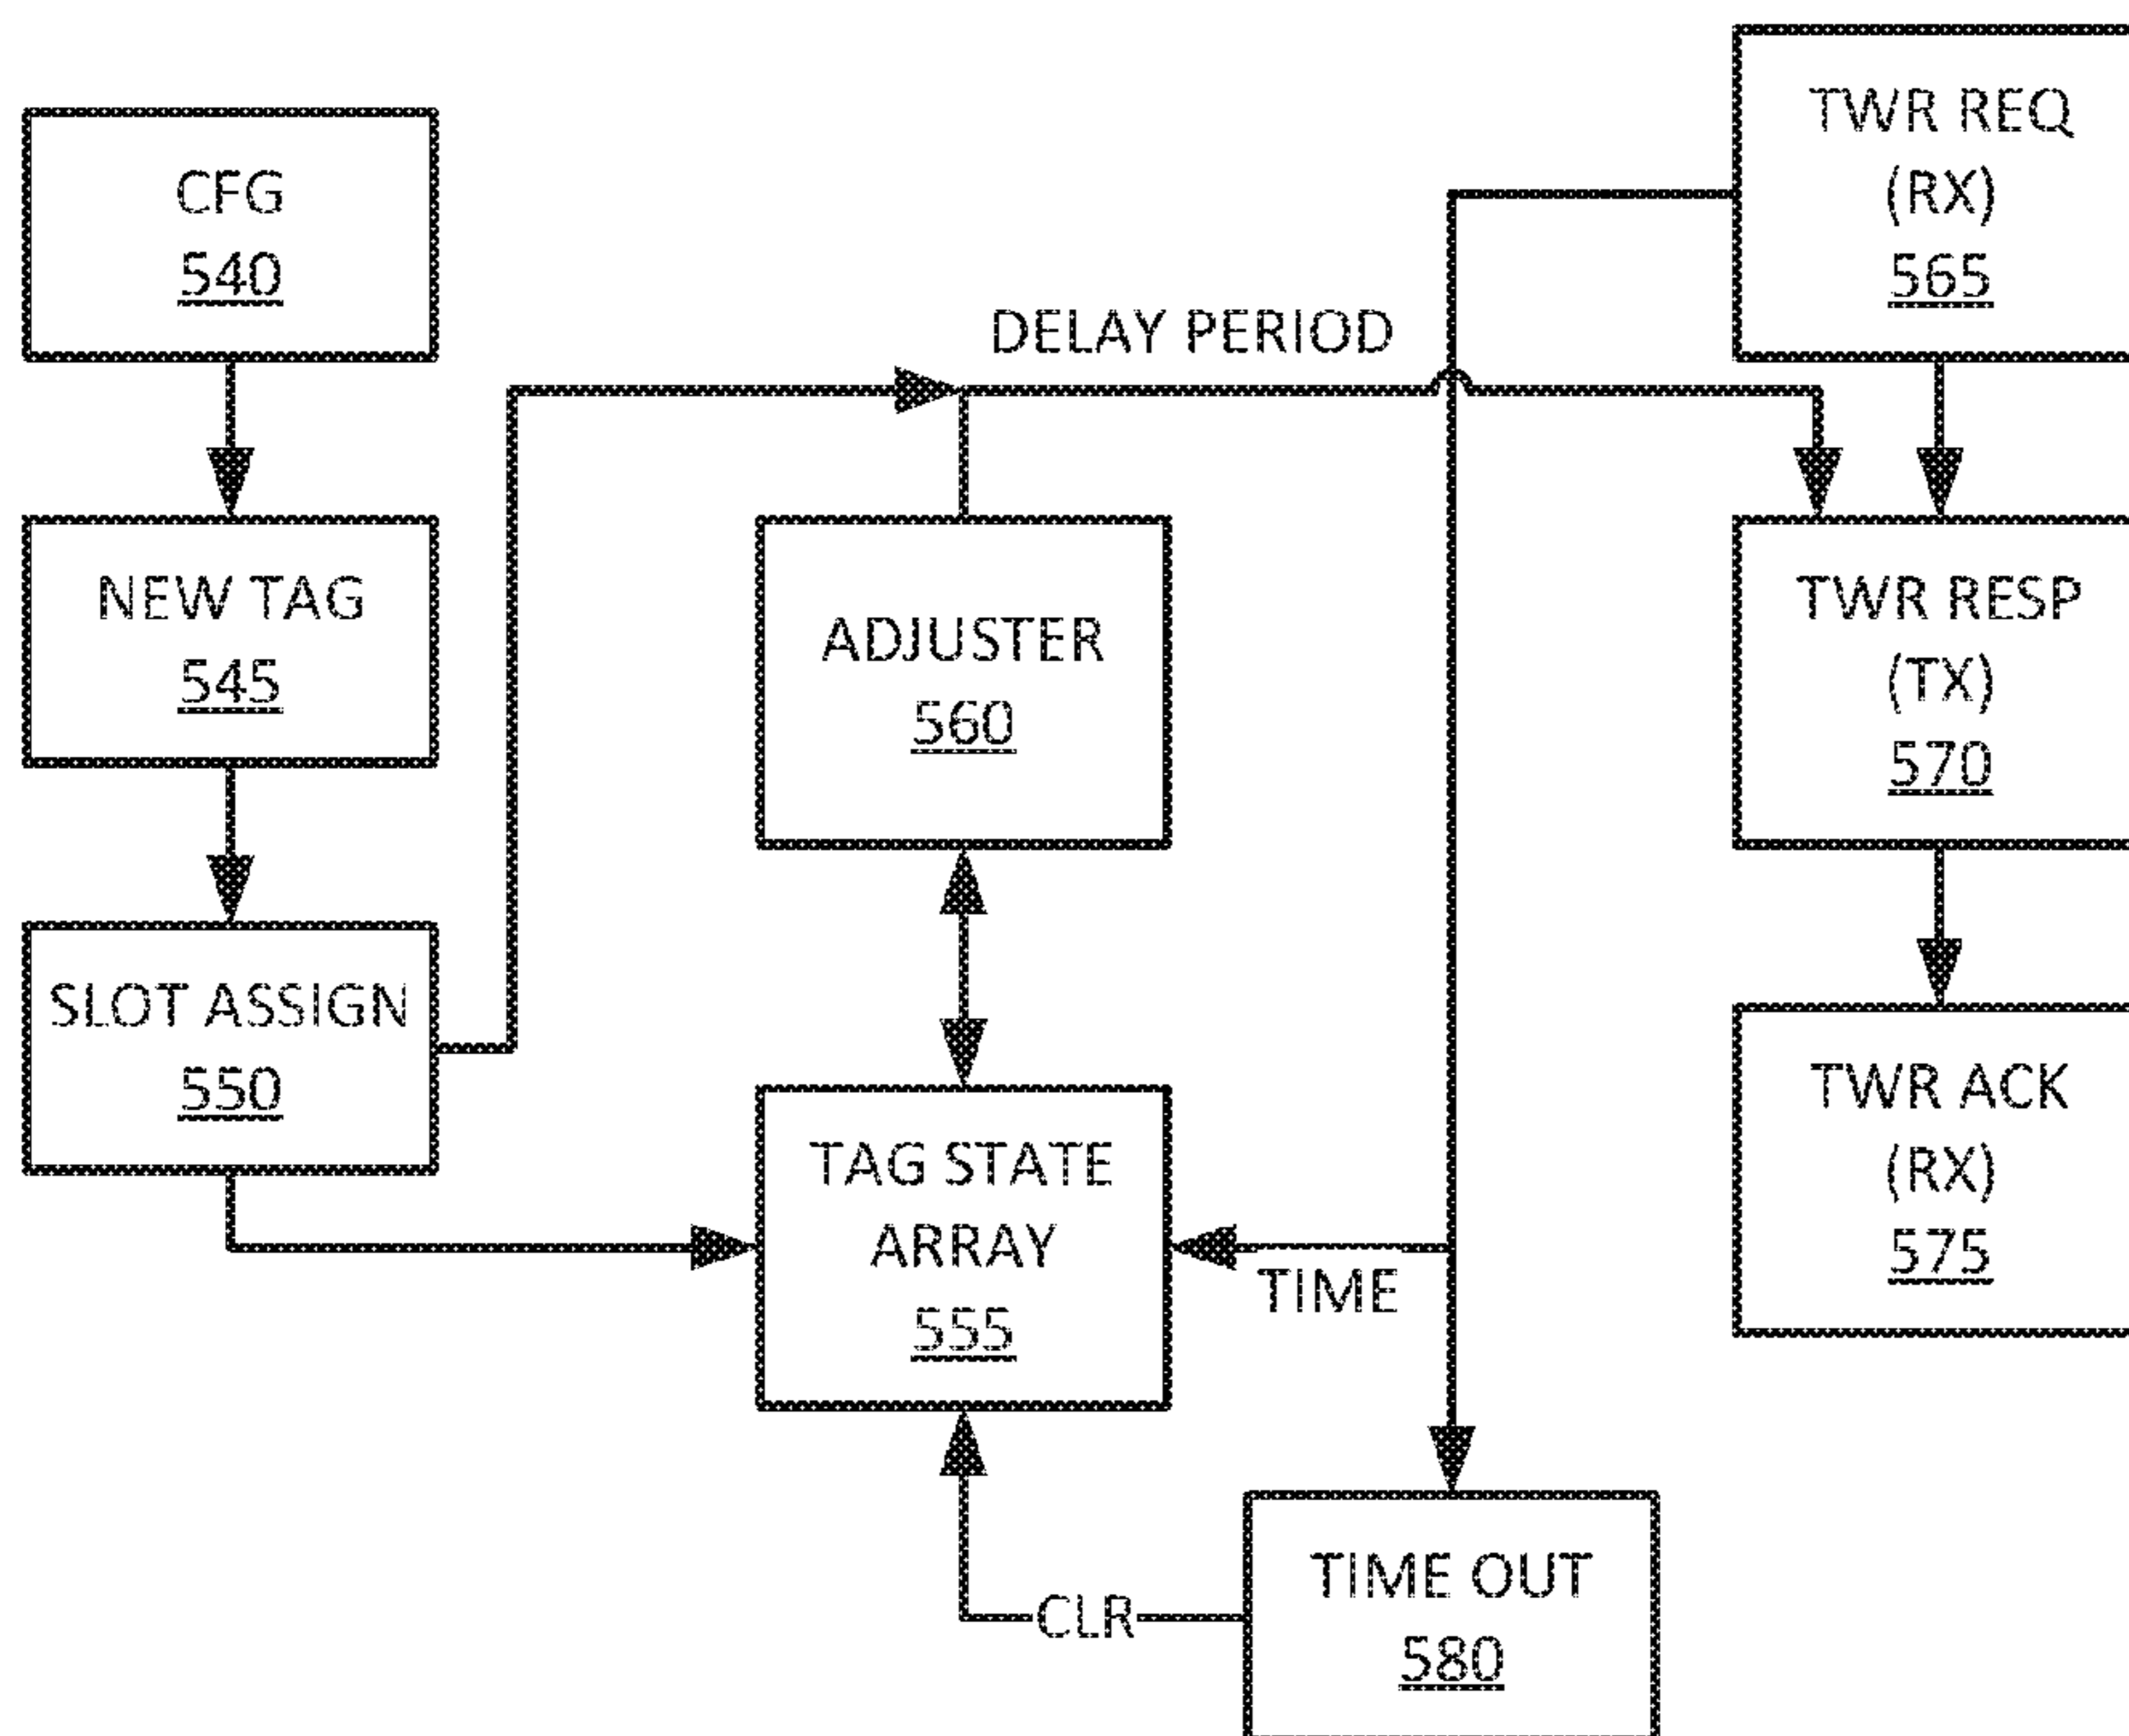 CFG
540
NEW TAG
545
SLOT ASSIGN
550
DELAY PERIOD
ADJUSTER
560
TAG STATE
ARRAY
555
TIME
CLR
TIME OUT
580
TWR REQ
(RX)
565
TWR RESP
(TX)
570
TWR ACK
(RX)
575